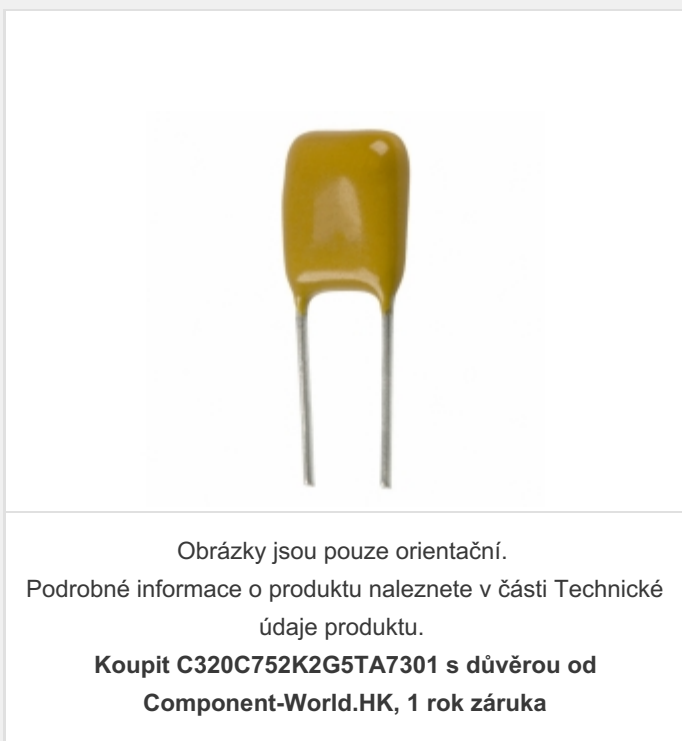 Obrázky jsou pouze orientační.
Podrobné informace o produktu naleznete v části Technické
údaje produktu.
Koupit C320C752K2G5TA7301 s důvěrou od
Component-World.HK, 1 rok záruka